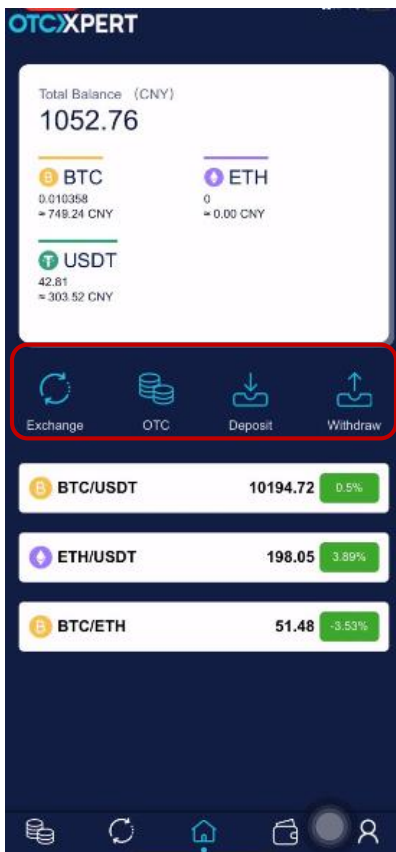 OTCXPERT
Total Balance (CNY)
1052.76
BTC
0.010358
≈ 749.24 CNY
ETH
0
≈ 0.00 CNY
USDT
42.81
≈ 303.52 CNY
Exchange OTC Deposit Withdraw
BTC/USDT 10194.72 0.5%
ETH/USDT 198.05 3.89%
BTC/ETH 51.48 -3.53%